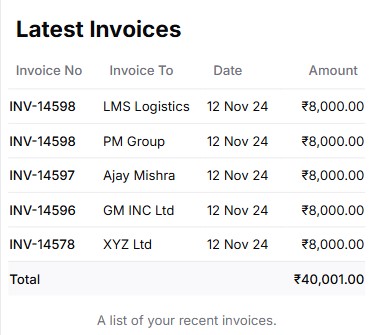 Latest Invoices
Invoice No Invoice To Date Amount
INV-14598 LMS Logistics 12 Nov 24 ₹8,000.00
INV-14598 PM Group 12 Nov 24 ₹8,000.00
INV-14597 Ajay Mishra 12 Nov 24 ₹8,000.00
INV-14596 GM INC Ltd 12 Nov 24 ₹8,000.00
INV-14578 XYZ Ltd 12 Nov 24 ₹8,000.00
Total ₹40,001.00
A list of your recent invoices.